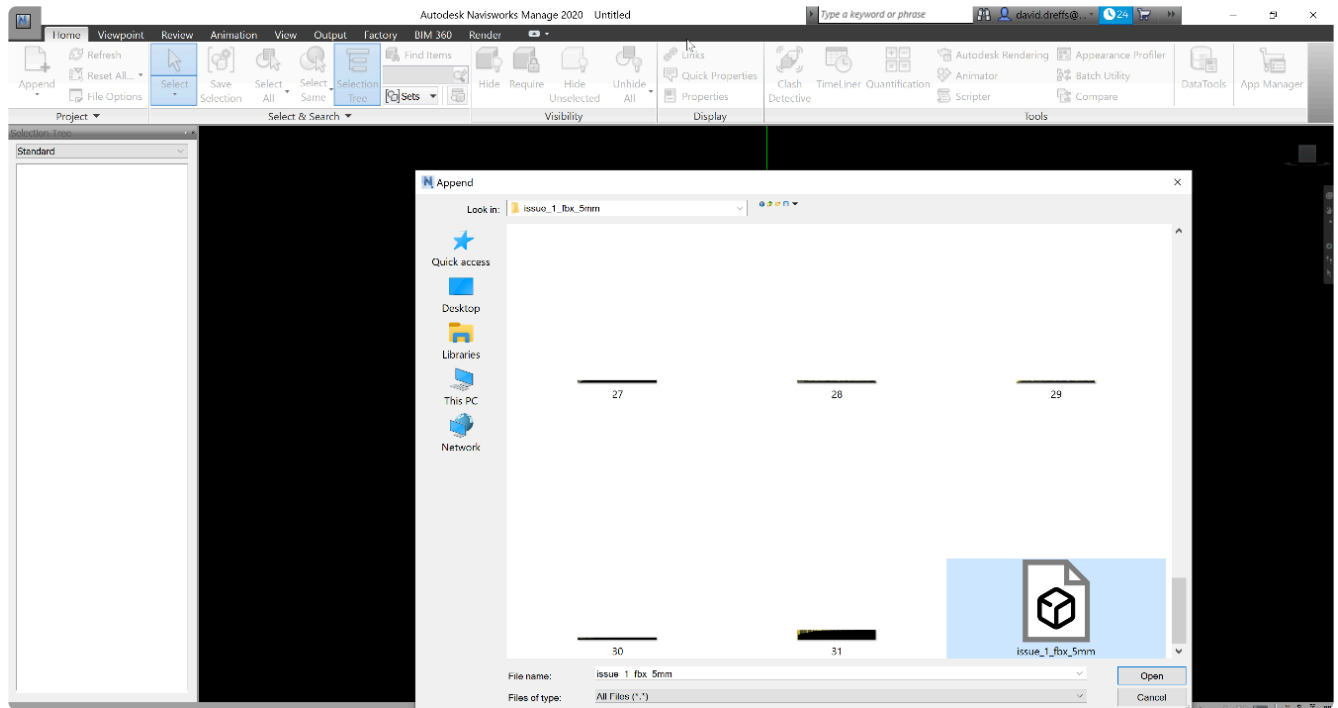 Autodesk Navisworks Manage 2020 Untitled
Type a keyword or phrase
david.dreffs@...
24
Home Viewpoint Review Animation View Output Factory BIM 360 Render
Append
Refresh
Reset All...
File Options
Project
Select
Save Selection
Select All
Select Same
Selection Tree
Find Items
Sets
Select & Search
Hide
Require
Hide Unselected
Unhide All
Visibility
Links
Quick Properties
Properties
Display
Clash Detective
TimeLiner
Quantification
Autodesk Rendering
Animator
Scripter
Appearance Profiler
Batch Utility
Compare
DataTools
App Manager
Tools
Selection Tree
Standard
Append
Look in: issue_1_fbx_5mm
Quick access
Desktop
Libraries
This PC
Network
27 28 29
30 31 issue_1_fbx_5mm
File name: issue_1_fbx_5mm
Open
Files of type: All Files (*.*)
Cancel